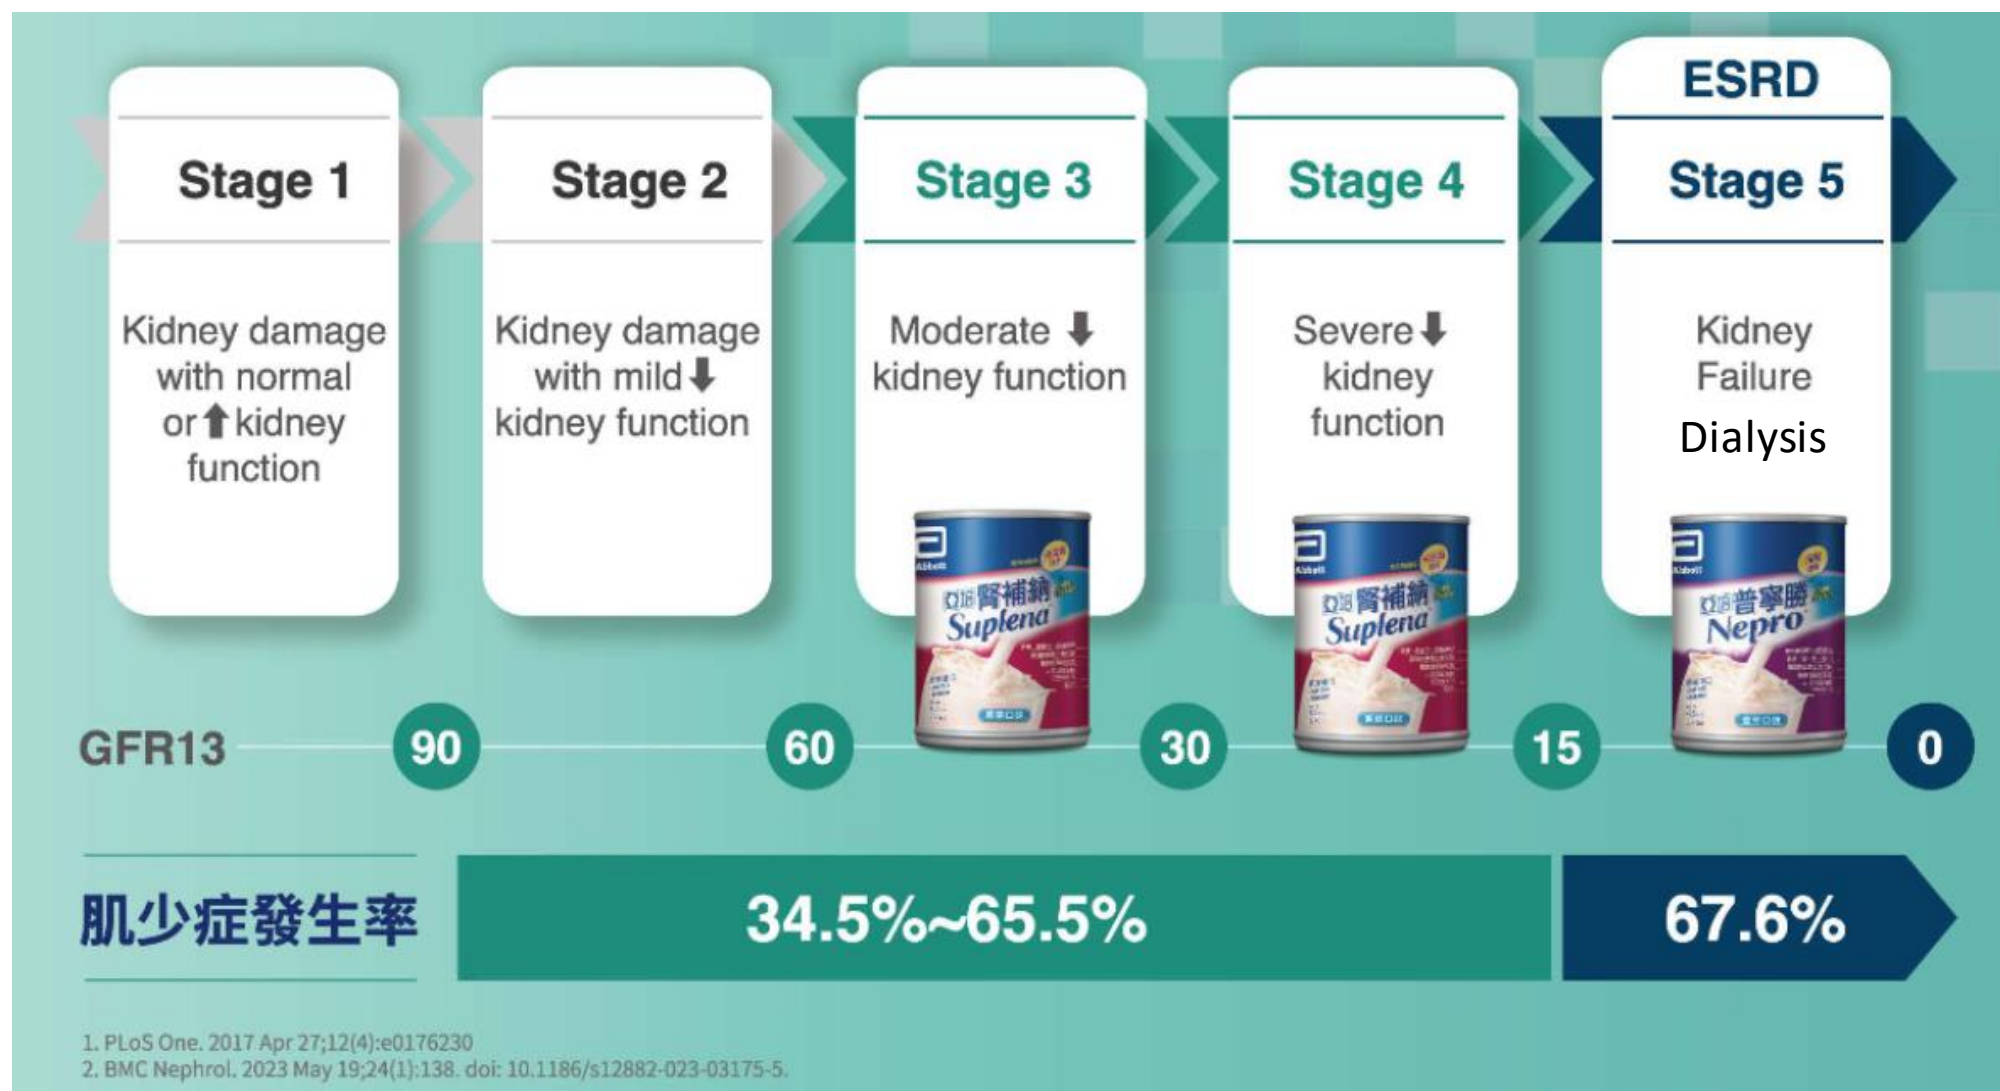 ESRD
Stage 1
Stage 2
Stage 3
Stage 4
Stage 5
Kidney damage
with normal
or⬆kidney
function
Kidney damage
with mild⬇
kidney function
Moderate ⬇
kidney function
Severe⬇
kidney
function
Kidney
Failure
Dialysis
Abbott
亞培腎補納
Suplena
Abbott
亞培腎補納
Suplena
Abbott
亞培普寧勝
Nepro
GFR13
90
60
30
15
0
肌少症發生率
34.5%~65.5%
67.6%
1. PLoS One. 2017 Apr 27;12(4):e0176230
2. BMC Nephrol. 2023 May 19;24(1):138. doi: 10.1186/s12882-023-03175-5.